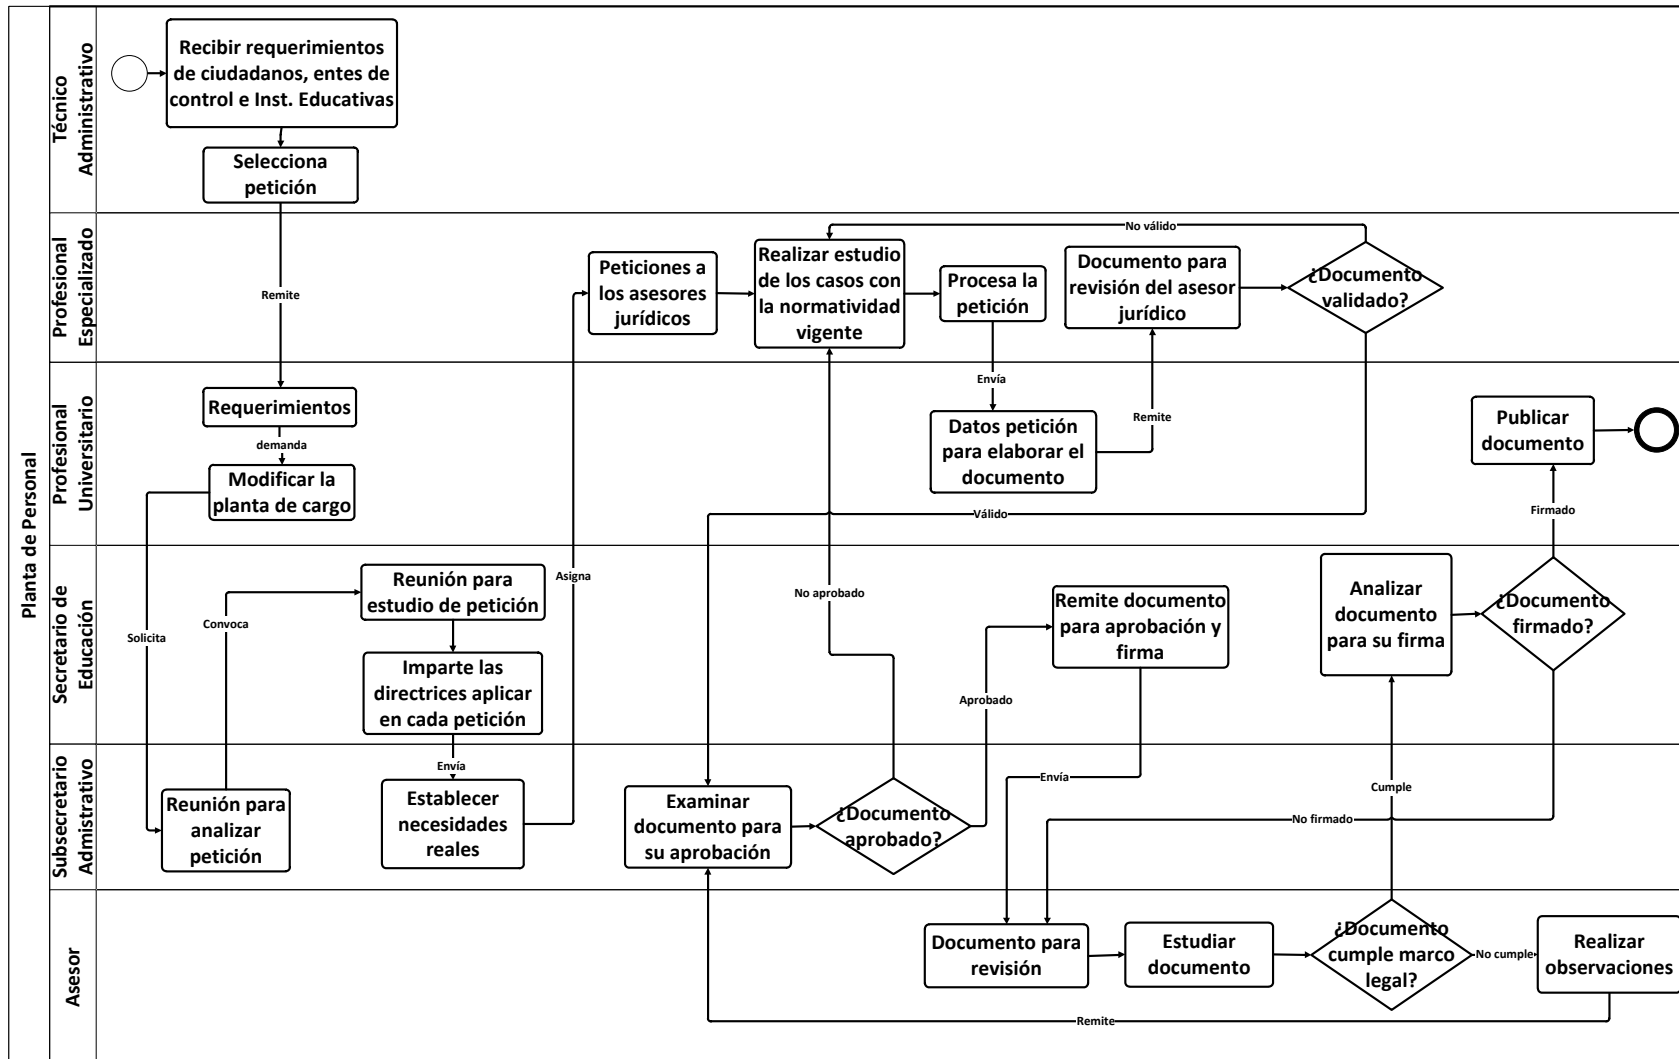 Planta de Personal
Técnico
Administrativo
Recibir requerimientos
de ciudadanos, entes de
control e Inst. Educativas
Selecciona
petición
Remite
Profesional
Especializado
Peticiones a
los asesores
jurídicos
Realizar estudio
de los casos con
la normatividad
vigente
Procesa la
petición
Documento para
revisión del asesor
jurídico
No válido
¿Documento
validado?
Profesional
Universitario
Requerimientos
demanda
Modificar la
planta de cargo
Envía
Datos petición
para elaborar el
documento
Remite
Válido
Publicar
documento
Firmado
Secretario de
Educación
Solicita
Convoca
Reunión para
estudio de petición
Imparte las
directrices aplicar
en cada petición
Envía
Asigna
No aprobado
Aprobado
Remite documento
para aprobación y
firma
Envía
Analizar
documento
para su firma
¿Documento
firmado?
Subsecretario
Admistrativo
Reunión para
analizar
petición
Establecer
necesidades
reales
Examinar
documento para
su aprobación
¿Documento
aprobado?
Cumple
No firmado
Asesor
Documento para
revisión
Estudiar
documento
¿Documento
cumple marco
legal?
No cumple
Realizar
observaciones
Remite